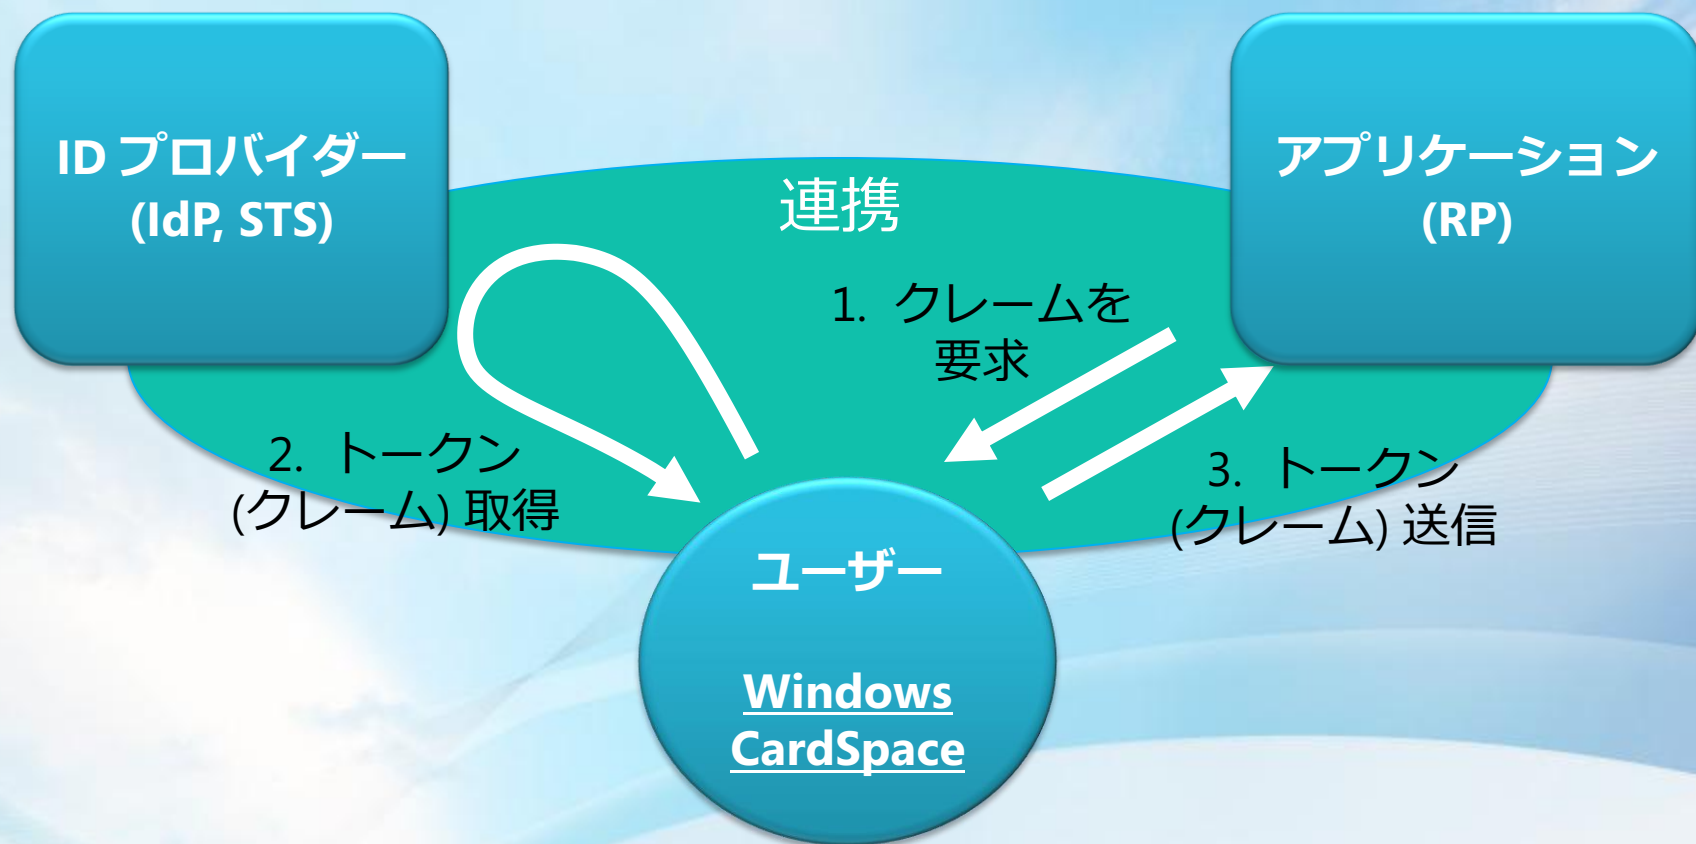 ID プロバイダー
(IdP, STS)
アプリケーション
(RP)
連携
1. クレームを
要求
2. トークン
(クレーム) 取得
3. トークン
(クレーム) 送信
ユーザー
Windows
CardSpace